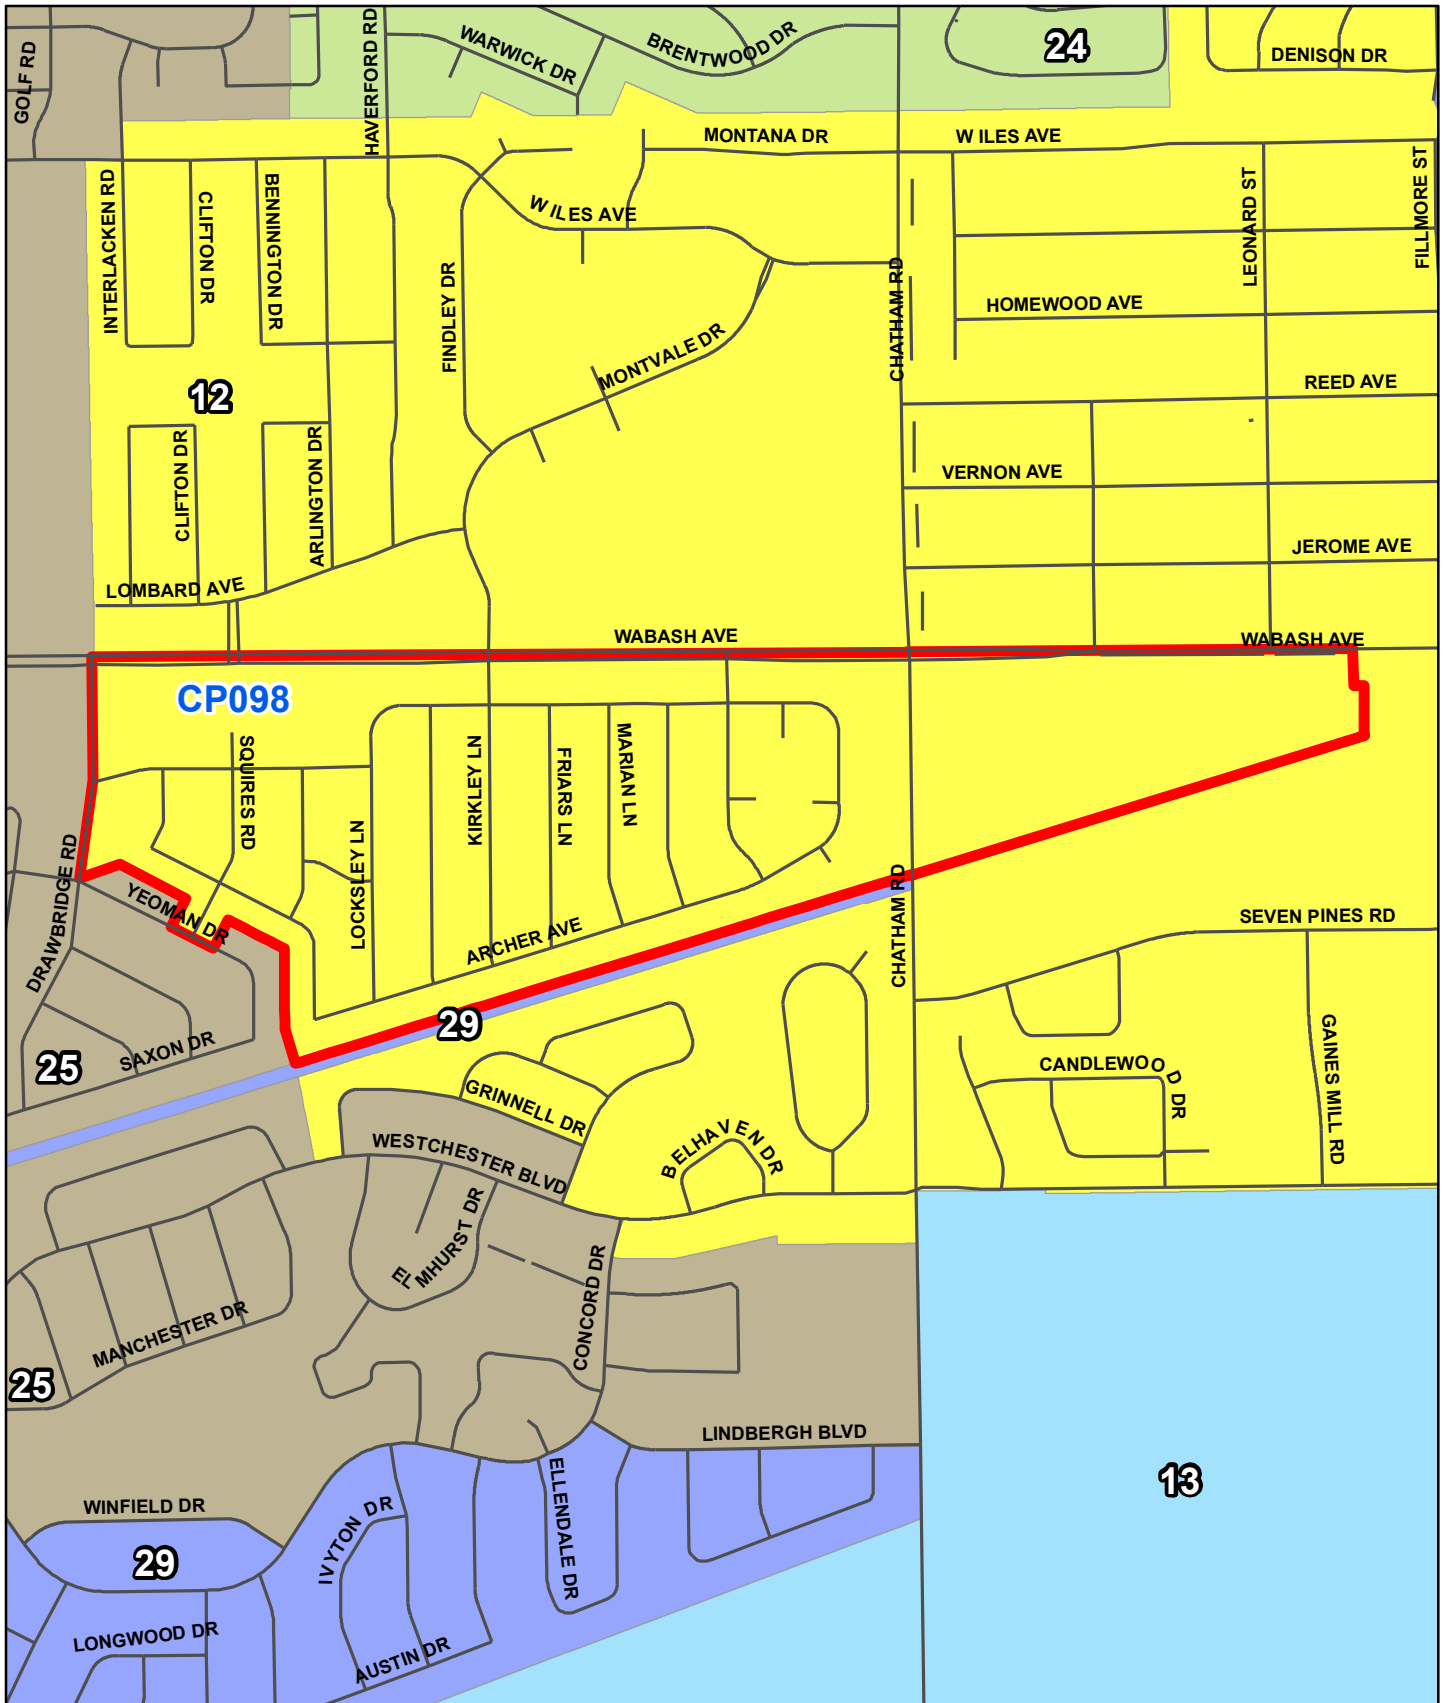 GOLF RD
HAVERFORD RD
WARWICK DR
BRENTWOOD DR
24
DENISON DR
MONTANA DR
W ILES AVE
INTERLACKEN RD
CLIFTON DR
BENNINGTON DR
W ILES AVE
LEONARD ST
FILLMORE ST
FINDLEY DR
CHATHAM RD
HOMEWOOD AVE
MONTVALE DR
REED AVE
12
CLIFTON DR
ARLINGTON DR
VERNON AVE
JEROME AVE
LOMBARD AVE
WABASH AVE
WABASH AVE
CP098
SQUIRES RD
KIRKLEY LN
FRIARS LN
MARIAN LN
LOCKSLEY LN
DRAWBRIDGE RD
YEOMAN DR
ARCHER AVE
CHATHAM RD
SEVEN PINES RD
29
25
SAXON DR
GRINNELL DR
CANDLEWOOD DR
GAINES MILL RD
WESTCHESTER BLVD
BELHAVEN DR
ELMHURST DR
CONCORD DR
MANCHESTER DR
25
LINDBERGH BLVD
13
WINFIELD DR
IVYTON DR
ELLENDALE DR
29
LONGWOOD DR
AUSTIN DR